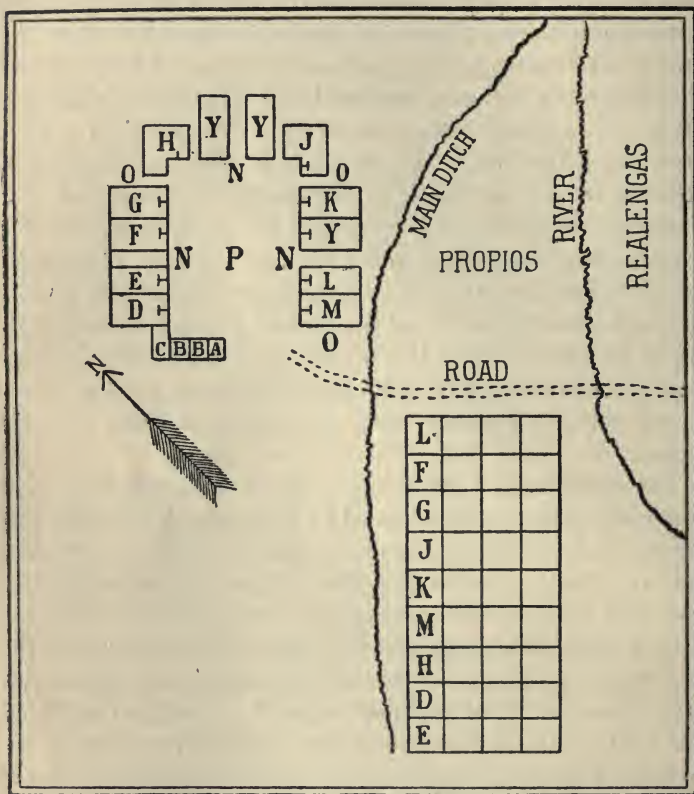 Y Y
H J
O N O
G K
F Y
N P N
E L
D M
C B B A O
N
MAIN DITCH
PROPIOS
RIVER
REALENGAS
ROAD
L
F
G
J
K
M
H
D
E